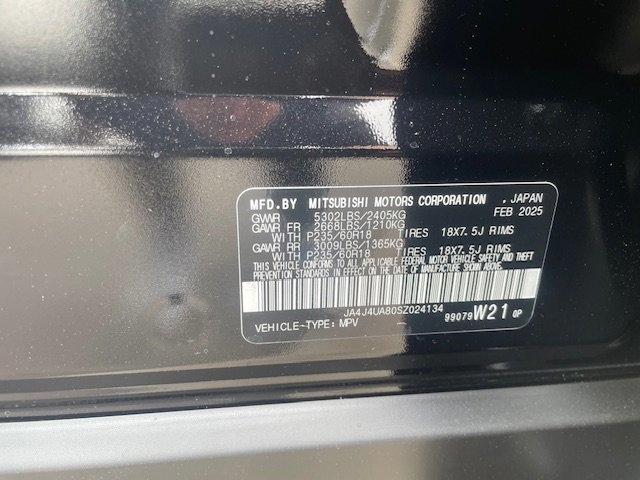 MFD.BY MITSUBISHI MOTORS CORPORATION , JAPAN
GVWR 5302LBS/2405KG FEB 2025
GAWR FR 2668LBS/1210KG
WITH P235/60R18 TIRES 18X7.5J RIMS
GAWR RR 3009LBS/1365KG
WITH P235/60R18 TIRES 18X7.5J RIMS
THIS VEHICLE CONFORMS TO ALL APPLICABLE FEDERAL MOTOR VEHICLE SAFETY AND THEFT
PREVENTION STANDARDS IN EFFECT ON THE DATE OF MANUFACTURE SHOWN ABOVE.
JA4J4UA80SZ024134
VEHICLE-TYPE: MPV 99079 W21 OP